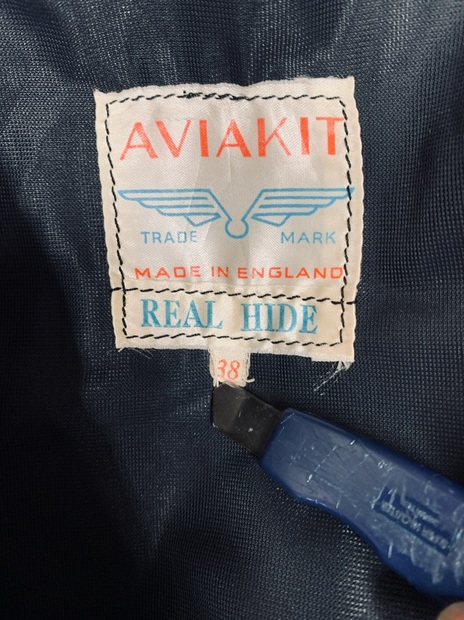 AVIAKIT
TRADE MARK
MADE IN ENGLAND
REAL HIDE
38